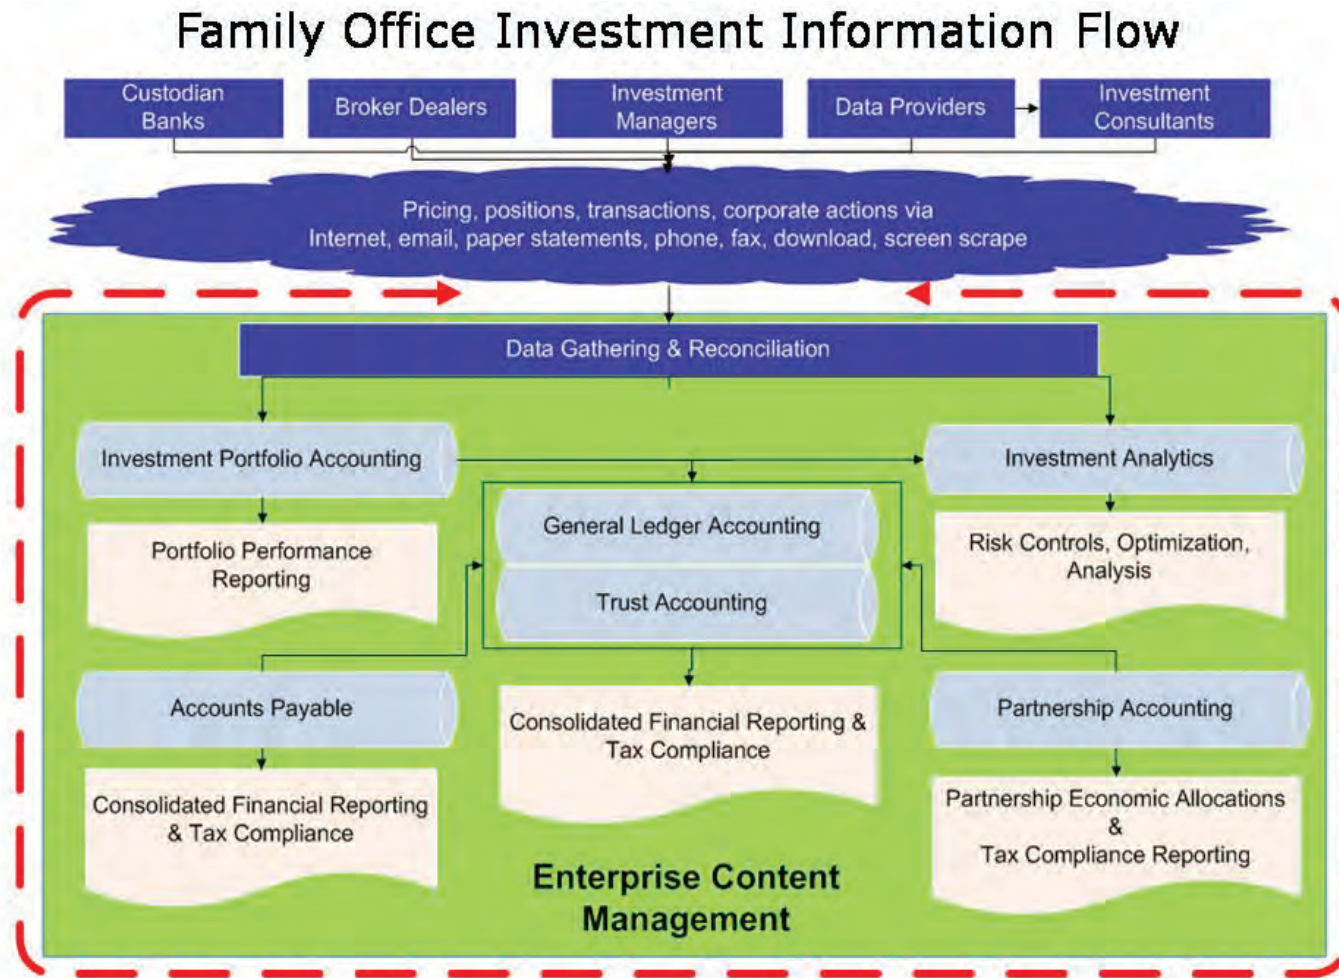 Family Office Investment Information Flow
Custodian
Banks
Broker Dealers
Investment
Managers
Data Providers
Investment
Consultants
Pricing, positions, transactions, corporate actions via
Internet, email, paper statements, phone, fax, download, screen scrape
Data Gathering & Reconciliation
Investment Portfolio Accounting
Investment Analytics
General Ledger Accounting
Portfolio Performance
Reporting
Risk Controls, Optimization,
Analysis
Trust Accounting
Accounts Payable
Consolidated Financial Reporting &
Tax Compliance
Partnership Accounting
Consolidated Financial Reporting
& Tax Compliance
Partnership Economic Allocations
&
Tax Compliance Reporting
Enterprise Content
Management